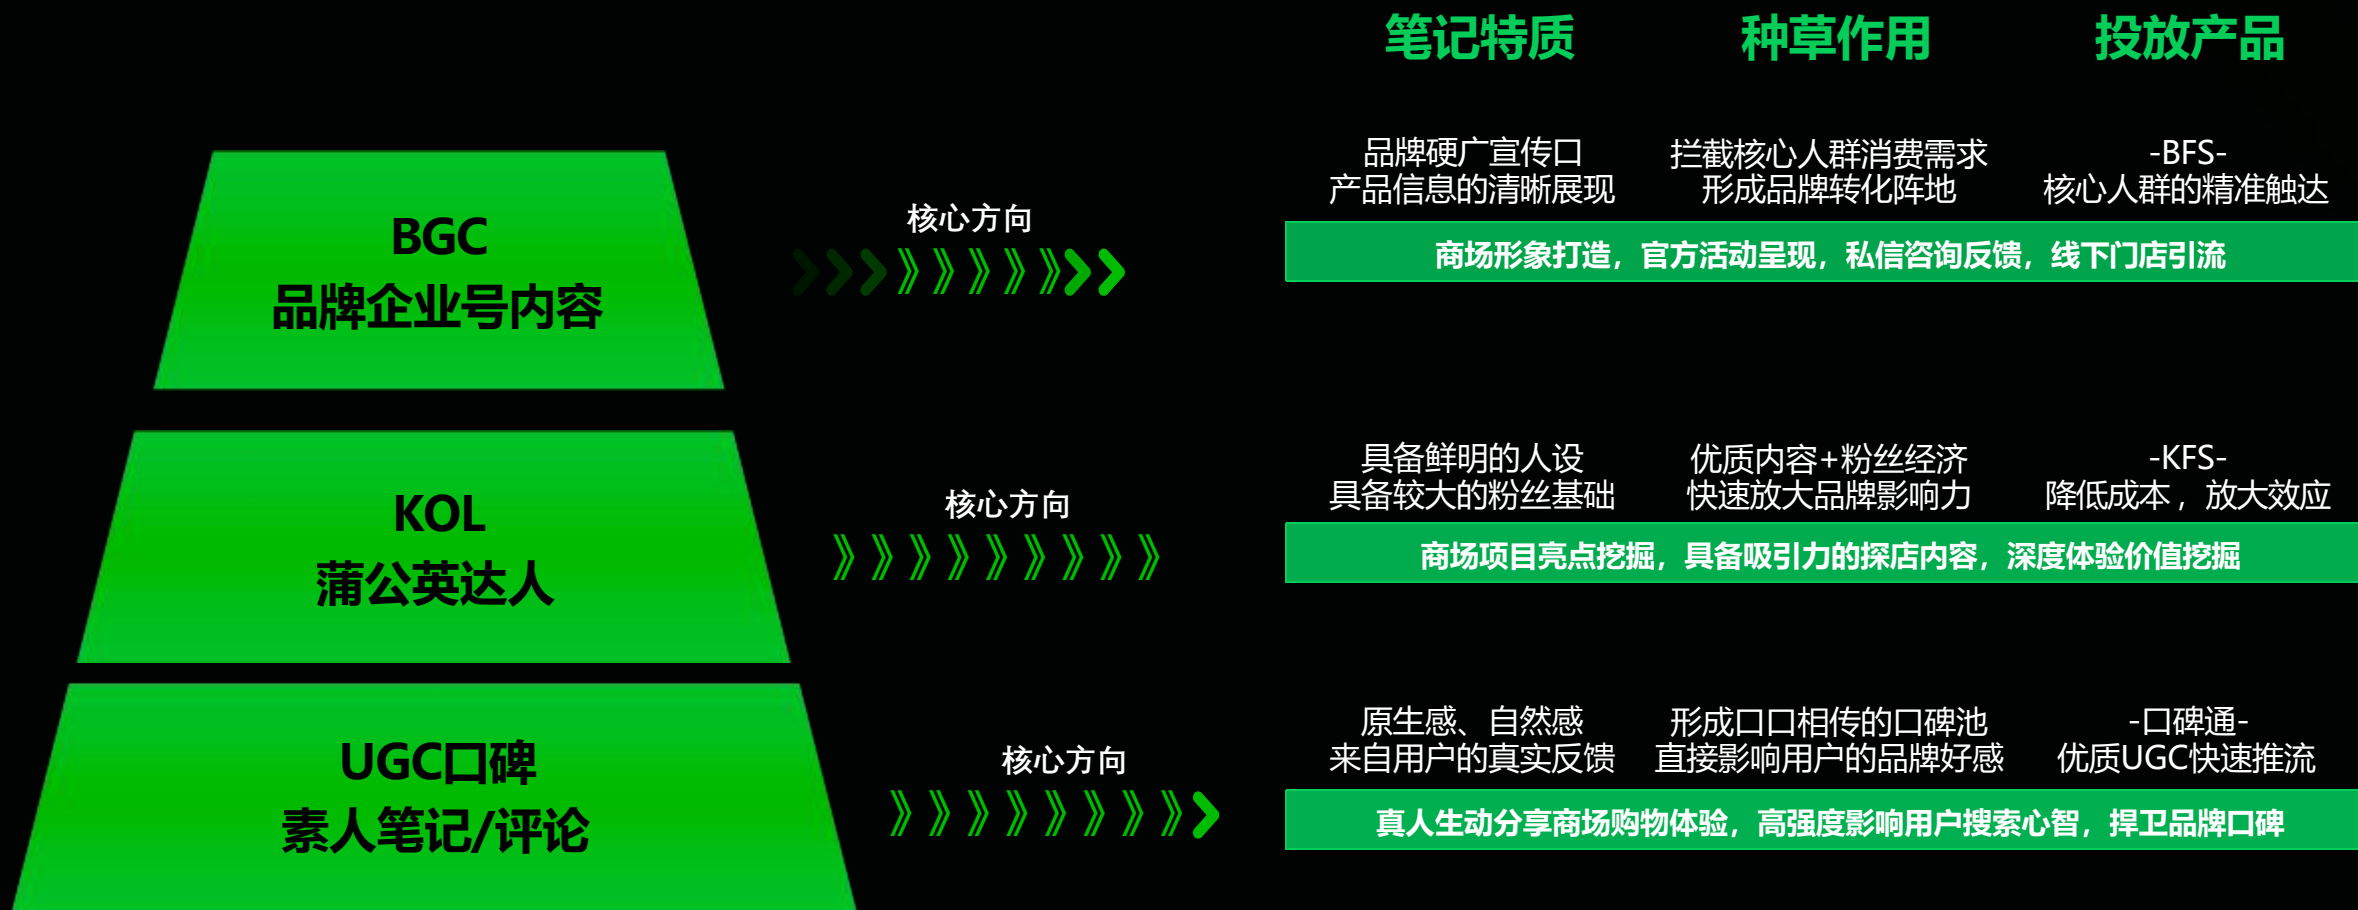 笔记特质
种草作用
投放产品
BGC
品牌企业号内容
核心方向
品牌硬广宣传口
产品信息的清晰展现
拦截核心人群消费需求
形成品牌转化阵地
-BFS-
核心人群的精准触达
商场形象打造，官方活动呈现，私信咨询反馈，线下门店引流
KOL
蒲公英达人
核心方向
具备鲜明的人设
具备较大的粉丝基础
优质内容+粉丝经济
快速放大品牌影响力
-KFS-
降低成本，放大效应
商场项目亮点挖掘，具备吸引力的探店内容，深度体验价值挖掘
UGC口碑
素人笔记/评论
核心方向
原生感、自然感
来自用户的真实反馈
形成口口相传的口碑池
直接影响用户的品牌好感
-口碑通-
优质UGC快速推流
真人生动分享商场购物体验，高强度影响用户搜索心智，捍卫品牌口碑